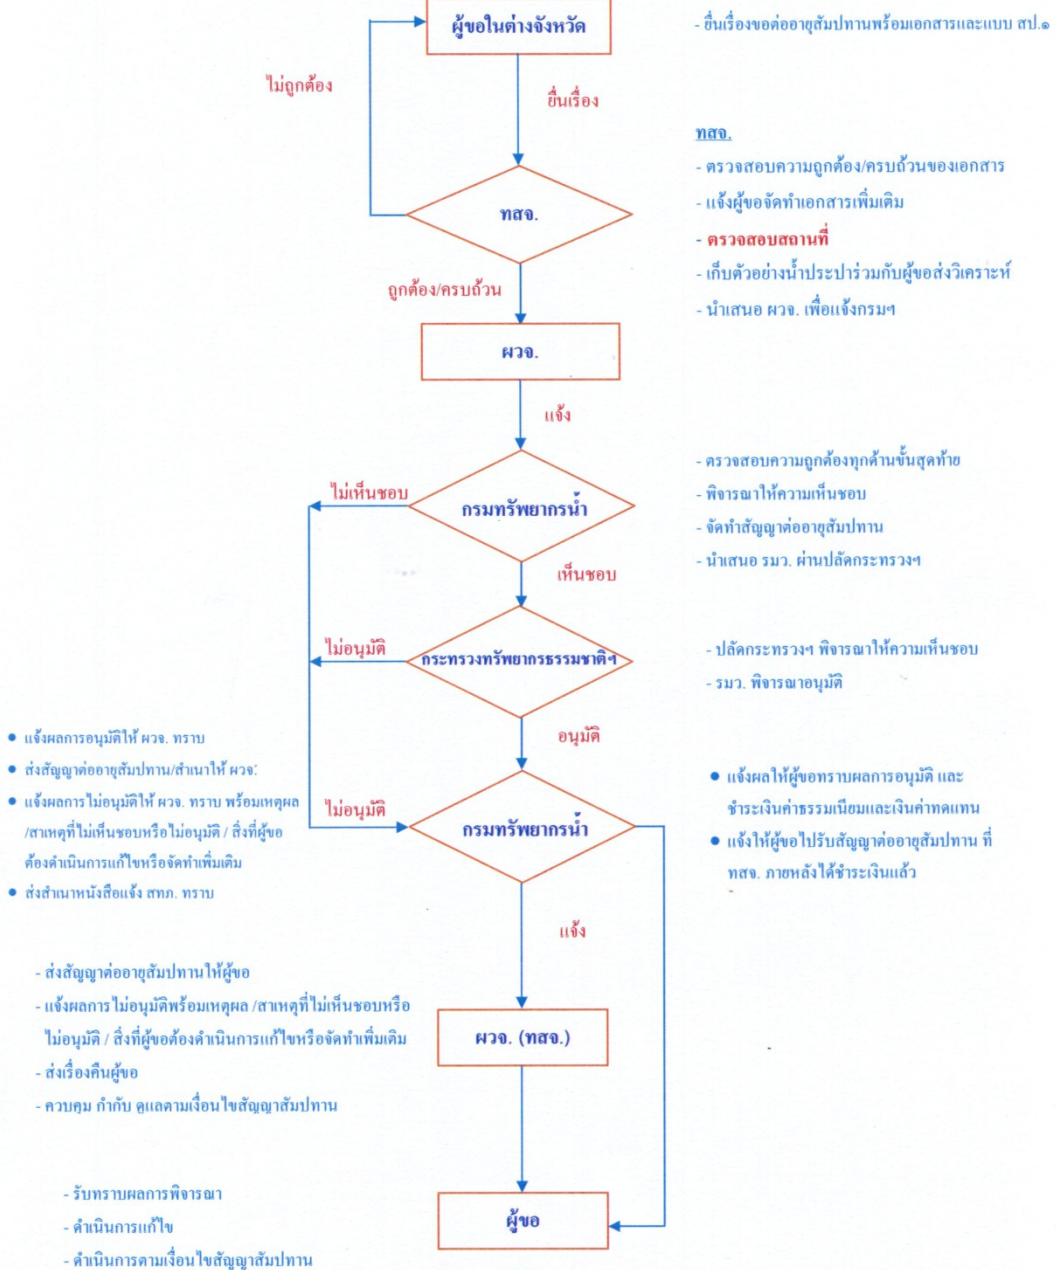 ผู้ขอในต่างจังหวัด
- ยื่นเรื่องขอต่ออายุสัมปทานพร้อมเอกสารและแบบ สป.๑
ไม่ถูกต้อง
ยื่นเรื่อง
ทสจ.
- ตรวจสอบความถูกต้อง/ครบถ้วนของเอกสาร
- แจ้งผู้ขอจัดทำเอกสารเพิ่มเติม
- ตรวจสอบสถานที่
- เก็บตัวอย่างน้ำประปาร่วมกับผู้ขอส่งวิเคราะห์
- นำเสนอ ผวจ. เพื่อแจ้งกรมฯ
ทสจ.
ถูกต้อง/ครบถ้วน
ผวจ.
แจ้ง
- ตรวจสอบความถูกต้องทุกด้านขั้นสุดท้าย
- พิจารณาให้ความเห็นชอบ
- จัดทำสัญญาต่ออายุสัมปทาน
- นำเสนอ รมว. ผ่านปลัดกระทรวงฯ
ไม่เห็นชอบ
กรมทรัพยากรน้ำ
เห็นชอบ
ไม่อนุมัติ
กระทรวงทรัพยากรธรรมชาติฯ
- ปลัดกระทรวงฯ พิจารณาให้ความเห็นชอบ
- รมว. พิจารณาอนุมัติ
อนุมัติ
● แจ้งผลการอนุมัติให้ ผวจ. ทราบ
● ส่งสัญญาต่ออายุสัมปทาน/สำเนาให้ ผวจ.
● แจ้งผลการไม่อนุมัติให้ ผวจ. ทราบ พร้อมเหตุผล
/สาเหตุที่ไม่เห็นชอบหรือไม่อนุมัติ / สิ่งที่ผู้ขอ
ต้องดำเนินการแก้ไขหรือจัดทำเพิ่มเติม
● ส่งสำเนาหนังสือแจ้ง สทภ. ทราบ
ไม่อนุมัติ
กรมทรัพยากรน้ำ
● แจ้งผลให้ผู้ขอทราบผลการอนุมัติ และ
ชำระเงินค่าธรรมเนียมและเงินค่าทดแทน
● แจ้งให้ผู้ขอไปรับสัญญาต่ออายุสัมปทาน ที่
ทสจ. ภายหลังได้ชำระเงินแล้ว
แจ้ง
- ส่งสัญญาต่ออายุสัมปทานให้ผู้ขอ
- แจ้งผลการไม่อนุมัติพร้อมเหตุผล /สาเหตุที่ไม่เห็นชอบหรือ
ไม่อนุมัติ / สิ่งที่ผู้ขอต้องดำเนินการแก้ไขหรือจัดทำเพิ่มเติม
- ส่งเรื่องคืนผู้ขอ
- ควบคุม กำกับ ดูแลตามเงื่อนไขสัญญาสัมปทาน
ผวจ. (ทสจ.)
- รับทราบผลการพิจารณา
- ดำเนินการแก้ไข
- ดำเนินการตามเงื่อนไขสัญญาสัมปทาน
ผู้ขอ